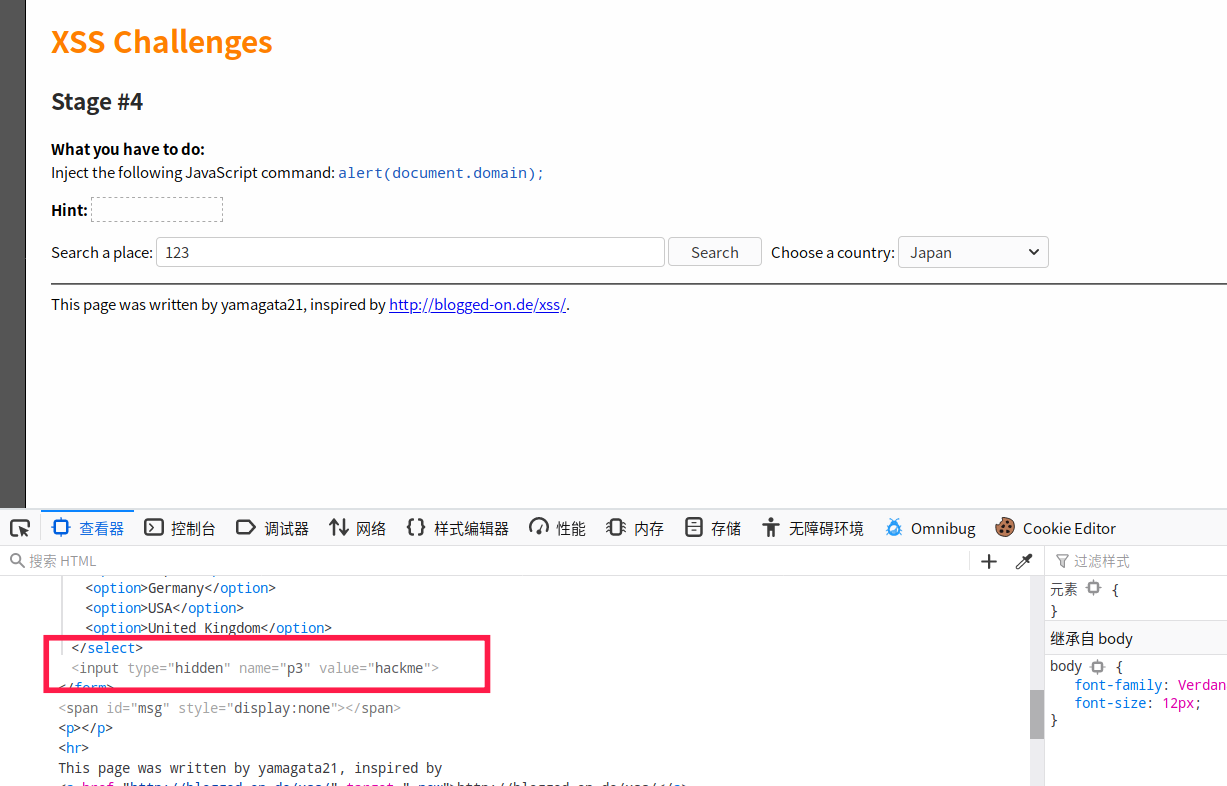 XSS Challenges
Stage #4
What you have to do:
Inject the following JavaScript command: alert(document.domain);
Hint:
Search a place: 123 Search Choose a country: Japan
This page was written by yamagata21, inspired by http://blogged-on.de/xss/.
查看器 控制台 调试器 网络 样式编辑器 性能 内存 存储 无障碍环境 Omnibug Cookie Editor
搜索 HTML
过滤样式
<option>Germany</option>
<option>USA</option>
<option>United Kingdom</option>
</select>
<input type="hidden" name="p3" value="hackme">
</form>
<span id="msg" style="display:none"></span>
<p></p>
<hr>
This page was written by yamagata21, inspired by
元素 {
}
继承自 body
body {
font-family: Verdan
font-size: 12px;
}